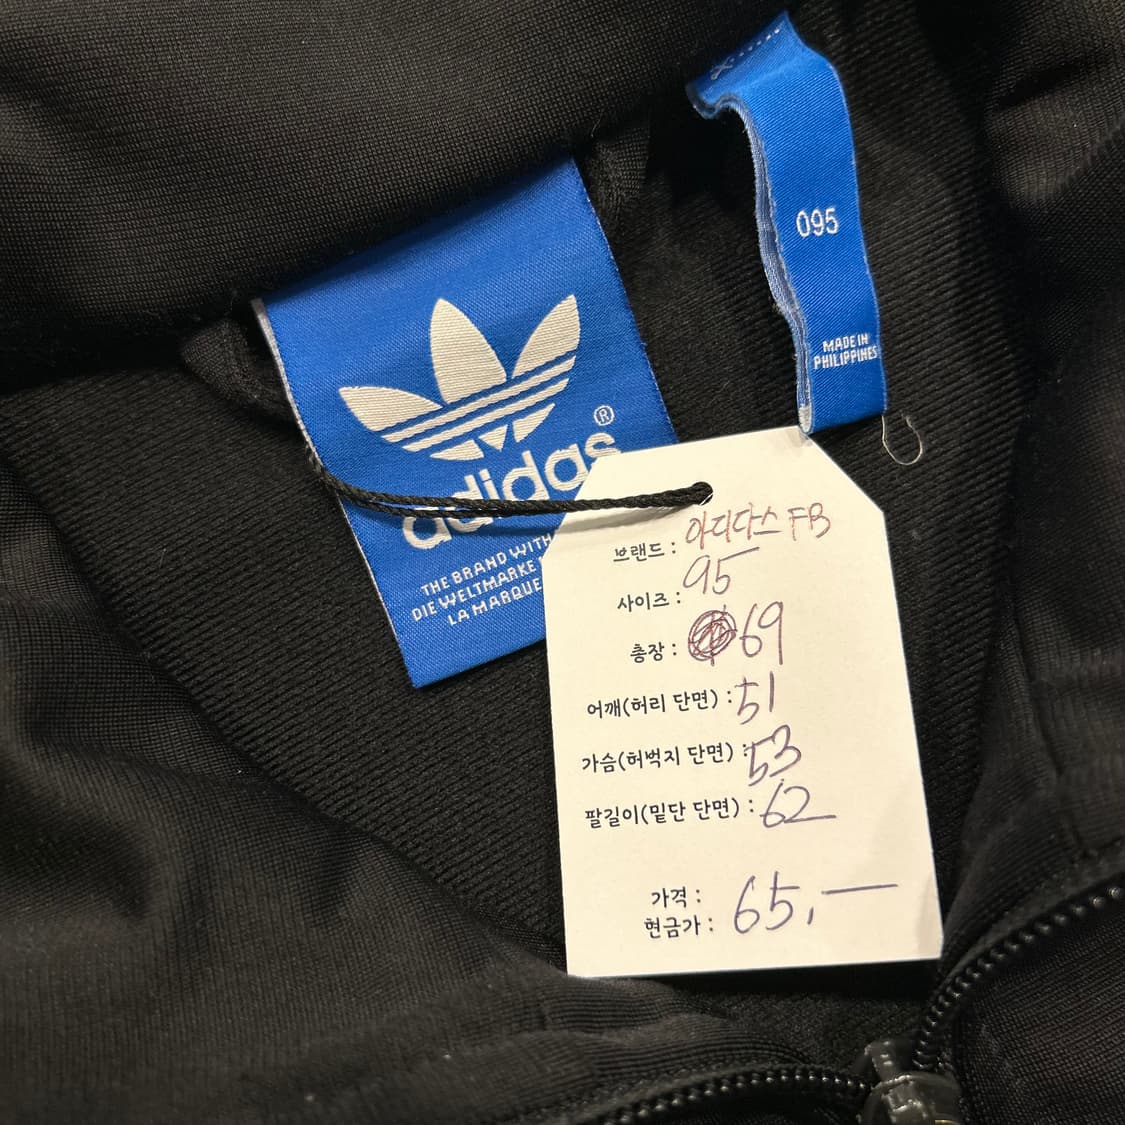 095
MADE IN
PHILIPPINES
adidas®
THE BRAND WITH
DIE WELTMARKE
LA MARQUE
브랜드 : 아디다스 FB
사이즈 : 95
총장 : 69
어깨(허리 단면) : 51
가슴(허벅지 단면) : 53
팔길이(밑단 단면) : 62
가격 :
현금가 : 65,—